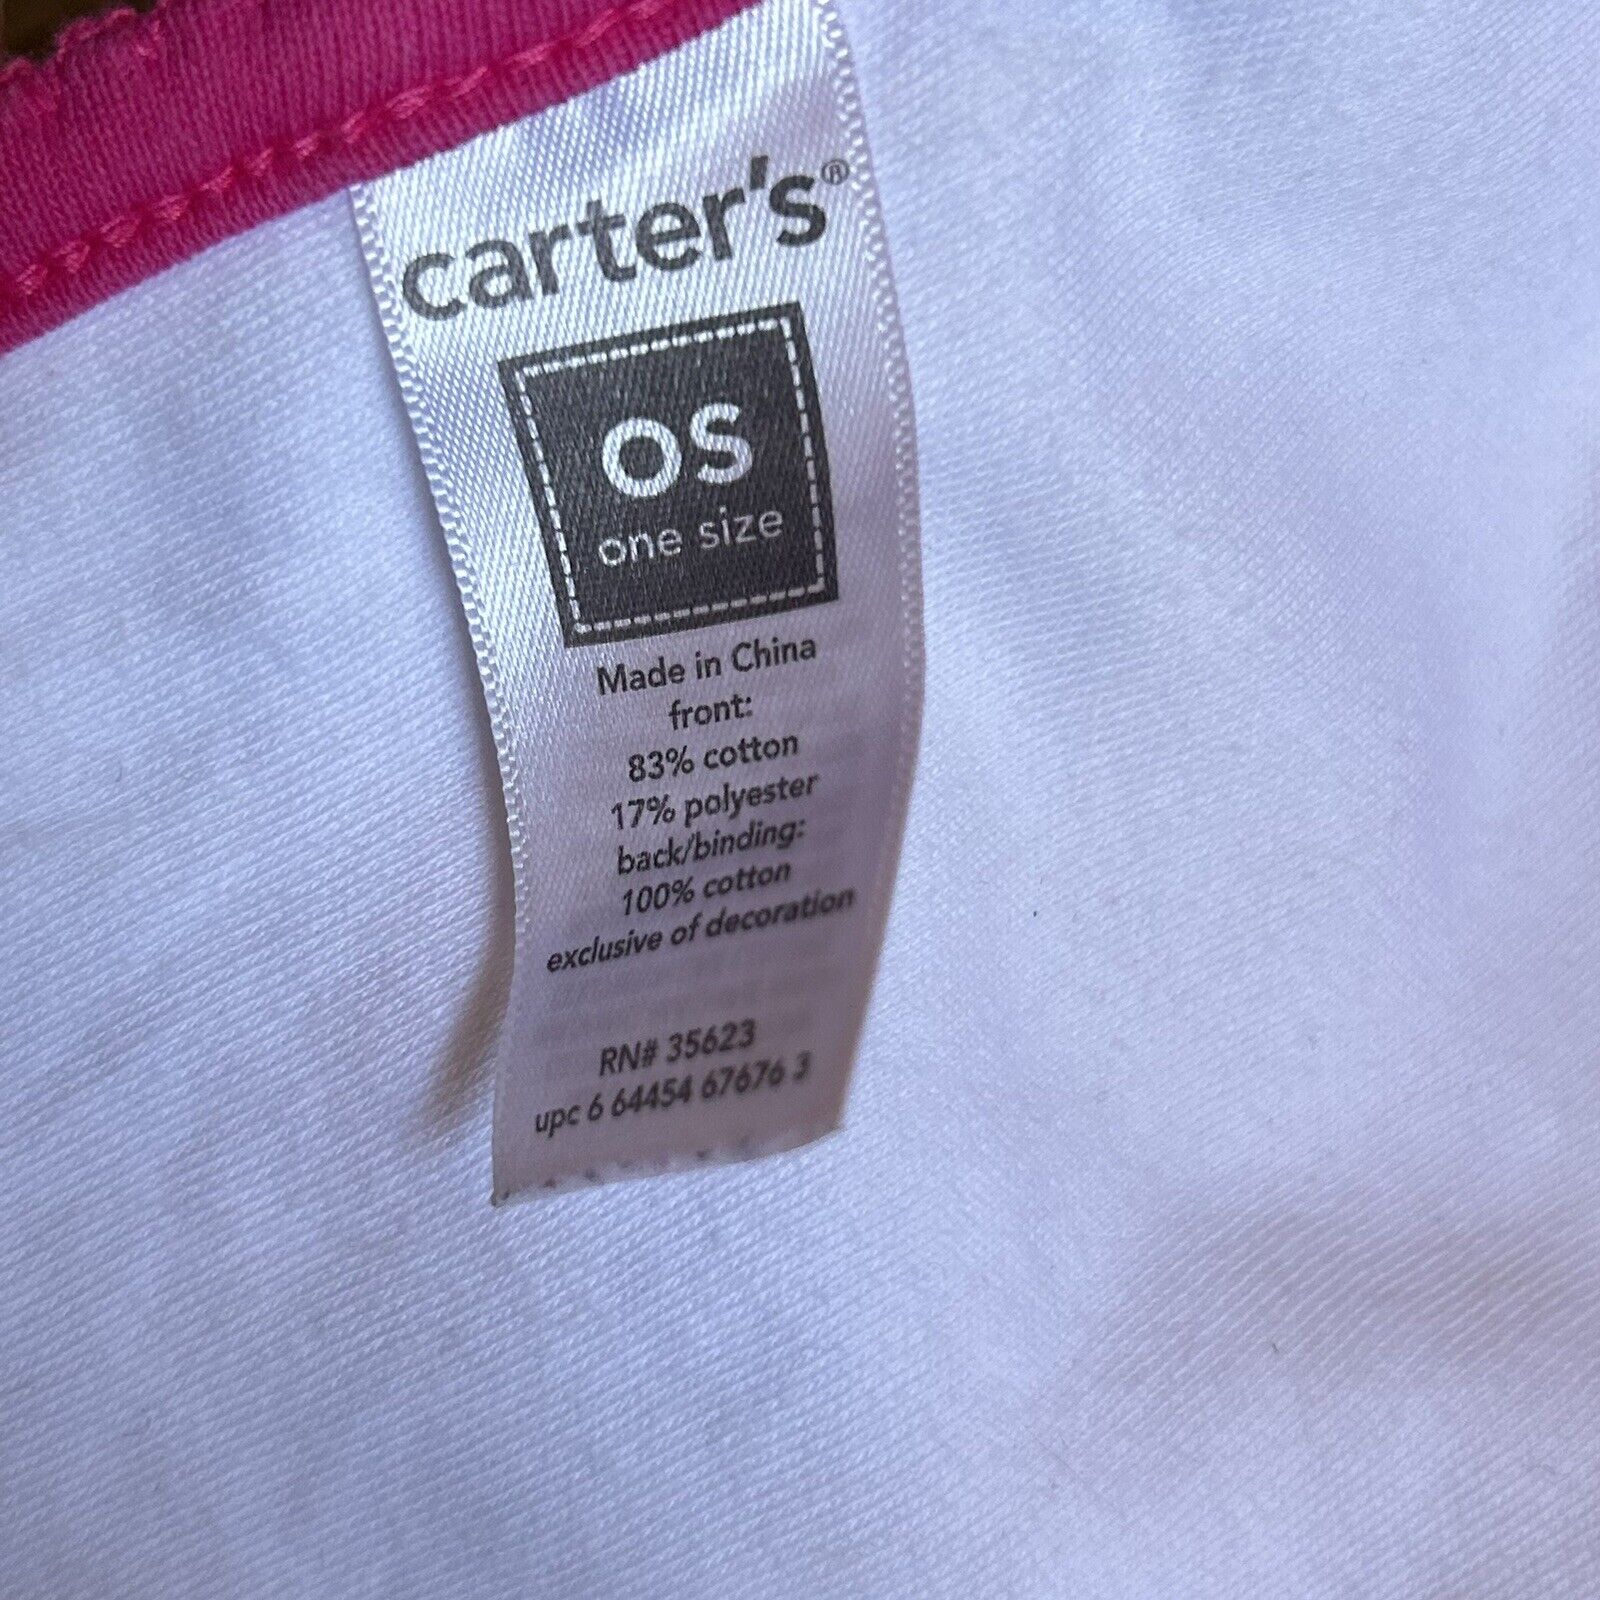 carter's®
OS
one size
Made in China
front:
83% cotton
17% polyester
back/binding:
100% cotton
exclusive of decoration
RN# 35623
upc 6 64454 67676 3